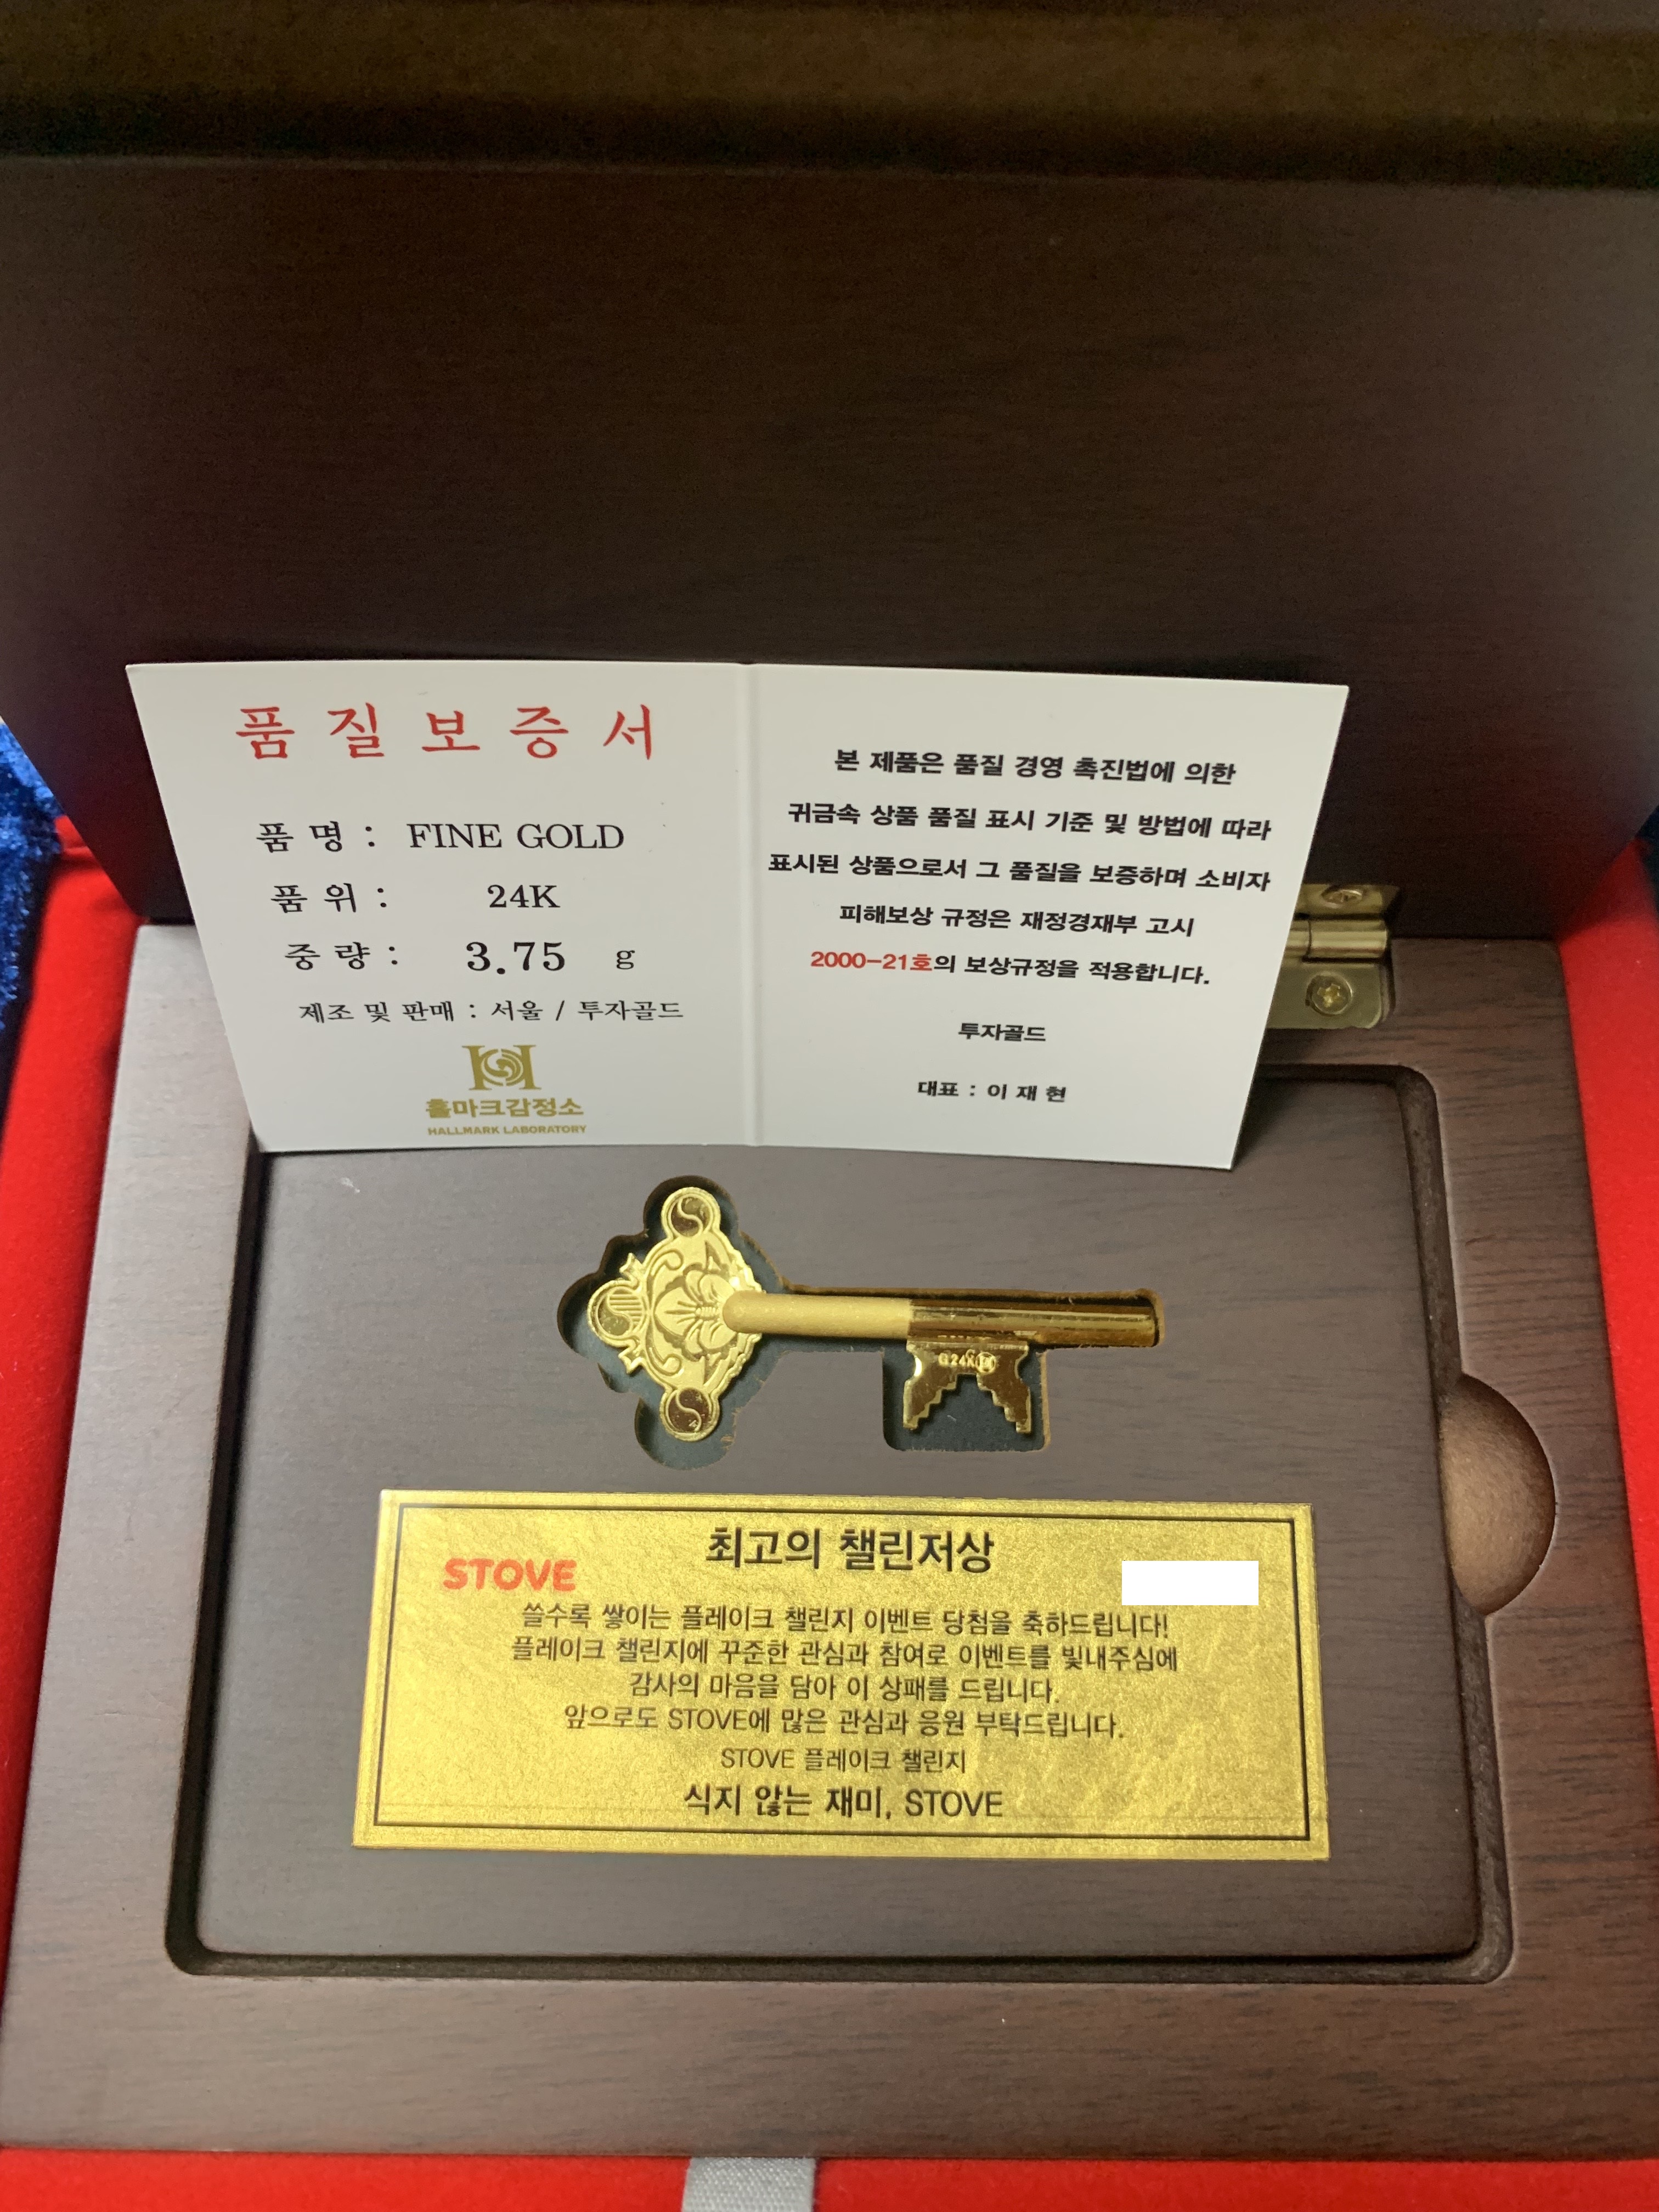 품질보증서
품명 : FINE GOLD
품위 : 24K
중량 : 3.75 g
제조 및 판매 : 서울 / 투자골드
홀마크감정소
HALLMARK LABORATORY
본 제품은 품질 경영 촉진법에 의한
귀금속 상품 품질 표시 기준 및 방법에 따라
표시된 상품으로서 그 품질을 보증하며 소비자
피해보상 규정은 재정경재부 고시
2000-21호의 보상규정을 적용합니다.
투자골드
대표 : 이재현
G24K
최고의 챌린저상
STOVE
쓸수록 쌓이는 플레이크 챌린지 이벤트 당첨을 축하드립니다!
플레이크 챌린지에 꾸준한 관심과 참여로 이벤트를 빛내주심에
감사의 마음을 담아 이 상패를 드립니다.
앞으로도 STOVE에 많은 관심과 응원 부탁드립니다.
STOVE 플레이크 챌린지
식지 않는 재미, STOVE